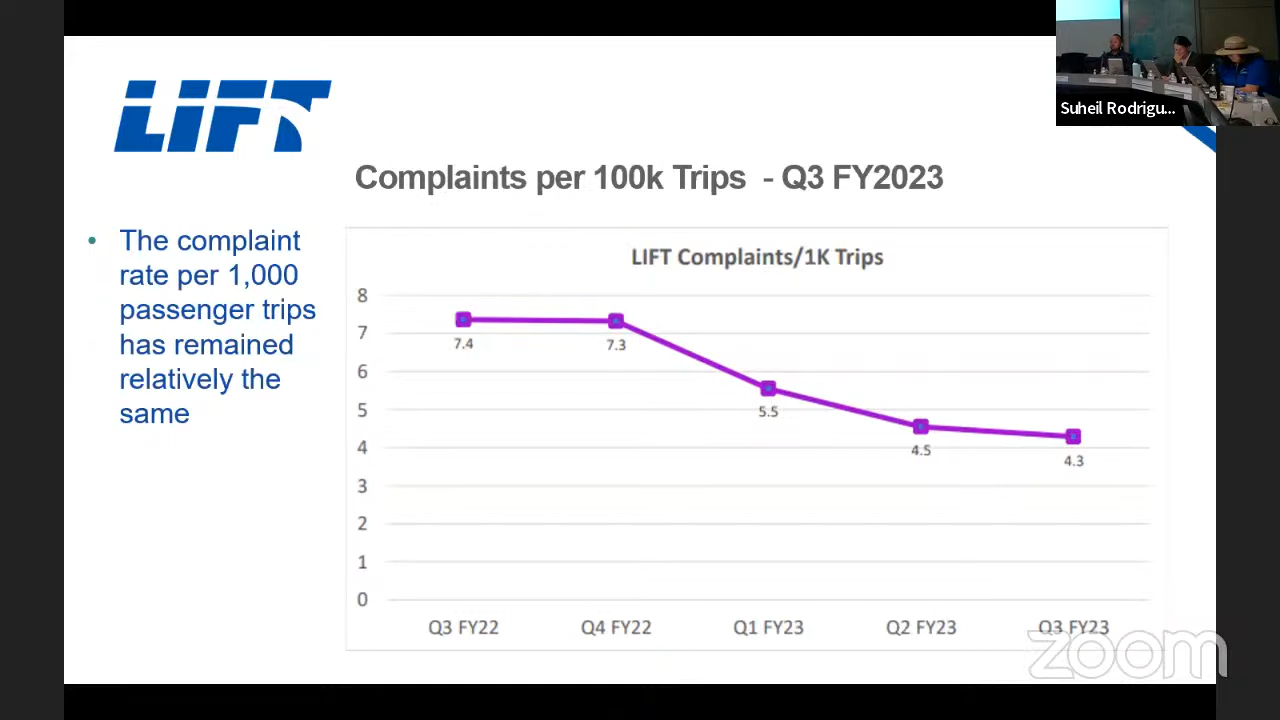 Suheil Rodrigu...
LIFT
Complaints per 100k Trips - Q3 FY2023
• The complaint
rate per 1,000
passenger trips
has remained
relatively the
same
LIFT Complaints/1K Trips
8
7
6
5
4
3
2
1
0
7.4
7.3
5.5
4.5
4.3
Q3 FY22
Q4 FY22
Q1 FY23
Q2 FY23
Q3 FY23
zoom